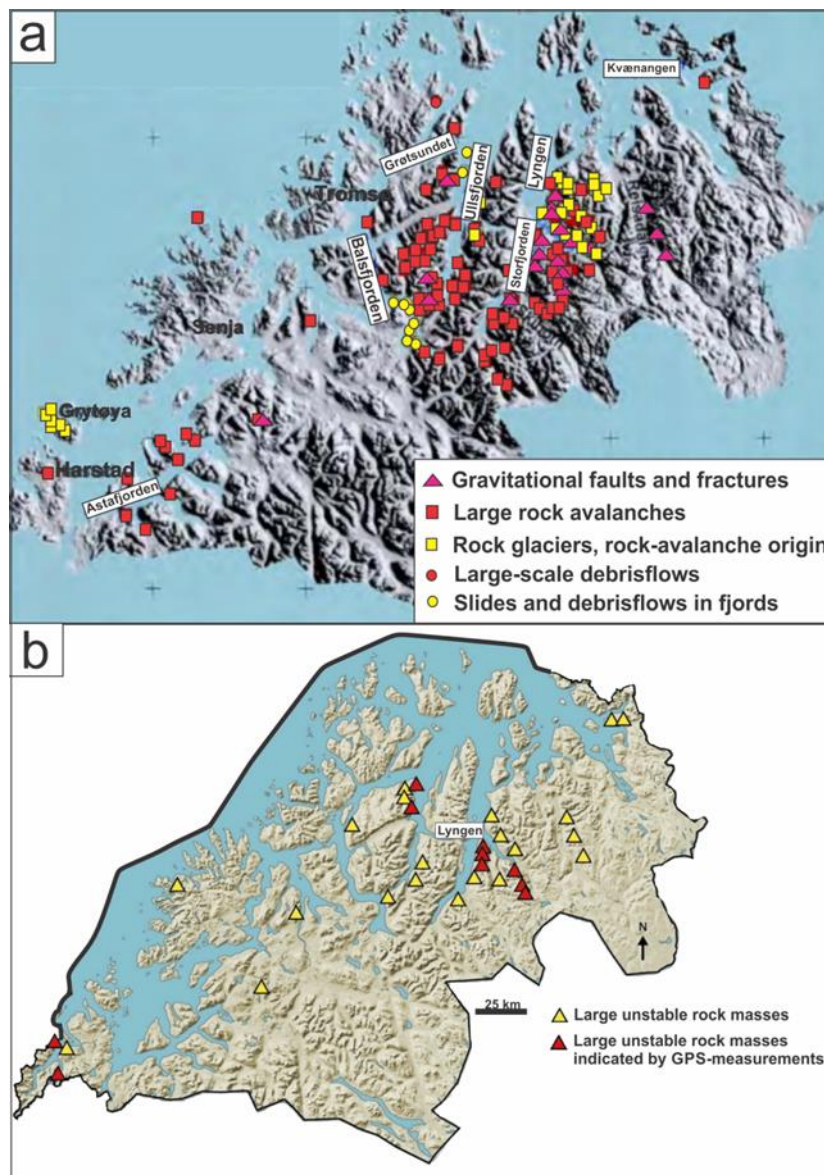 a
Kvænangen
Grøtsundet
Ullsfjorden
Lyngen
Tromsø
Balsfjorden
Storfjorden
Senja
Grytøya
Harstad
Astafjorden
Gravitational faults and fractures
Large rock avalanches
Rock glaciers, rock-avalanche origin
Large-scale debrisflows
Slides and debrisflows in fjords
b
Lyngen
N
25 km
Large unstable rock masses
Large unstable rock masses
indicated by GPS-measurements